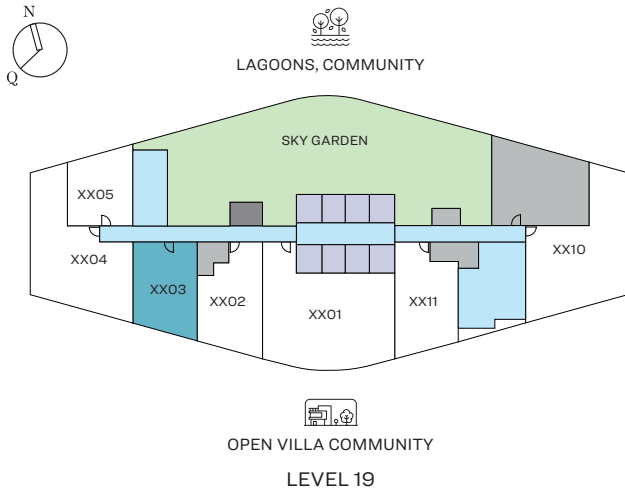 N
Q
LAGOONS, COMMUNITY
SKY GARDEN
XX05
XX04
XX03
XX02
XX01
XX11
XX10
OPEN VILLA COMMUNITY
LEVEL 19